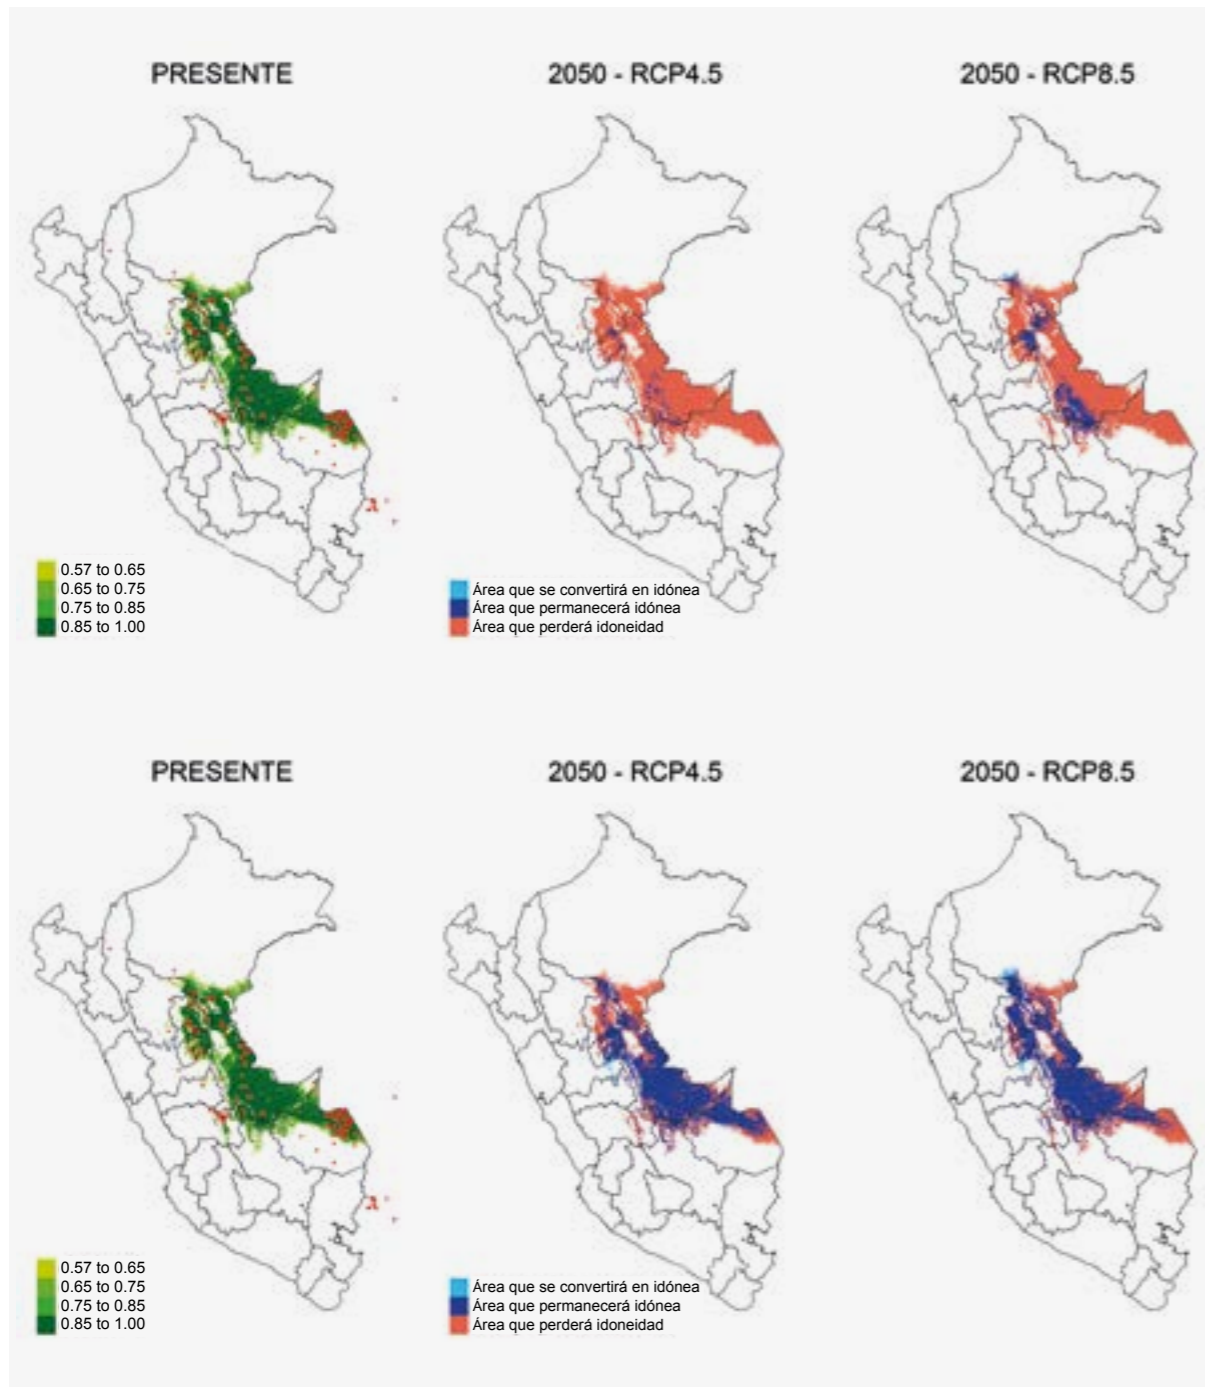 PRESENTE
2050 - RCP4.5
2050 - RCP8.5
0.57 to 0.65
0.65 to 0.75
0.75 to 0.85
0.85 to 1.00
Área que se convertirá en idónea
Área que permanecerá idónea
Área que perderá idoneidad
PRESENTE
2050 - RCP4.5
2050 - RCP8.5
0.57 to 0.65
0.65 to 0.75
0.75 to 0.85
0.85 to 1.00
Área que se convertirá en idónea
Área que permanecerá idónea
Área que perderá idoneidad